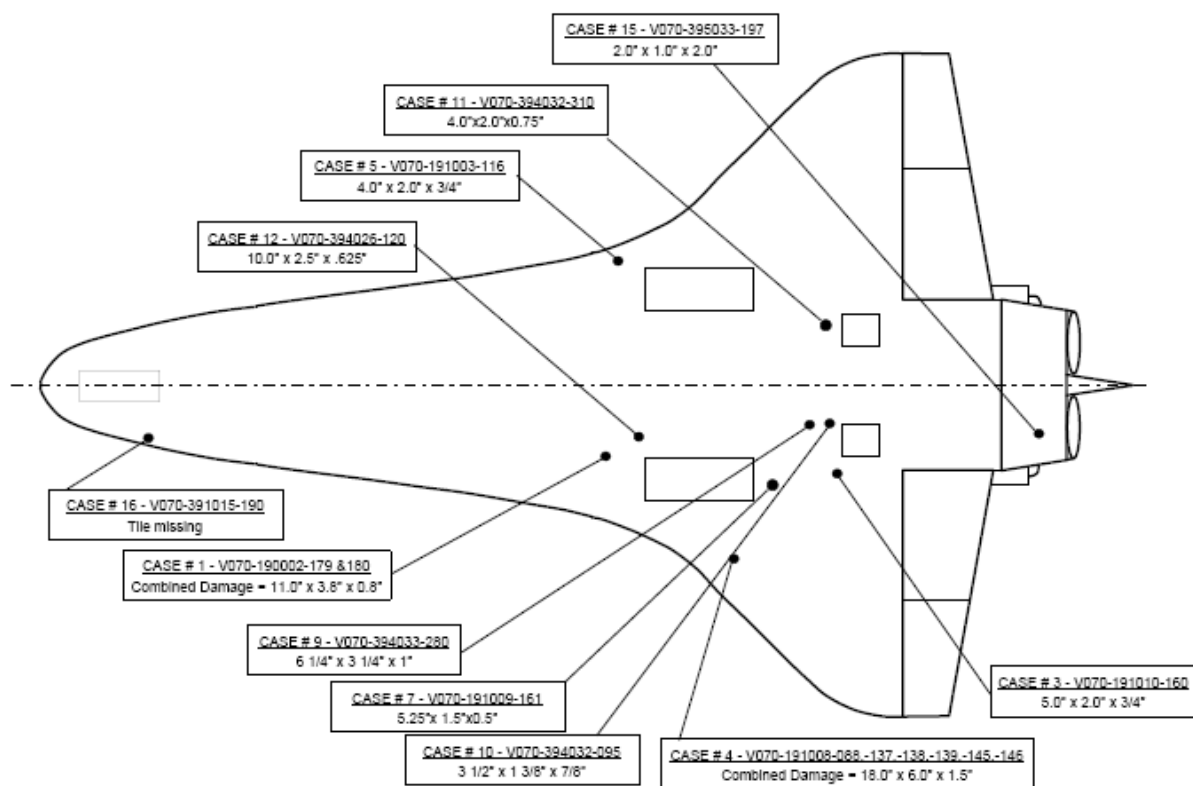 CASE # 15 - V070-395033-197
2.0" x 1.0" x 2.0"
CASE # 11 - V070-394032-310
4.0"x2.0"x0.75"
CASE # 5 - V070-191003-116
4.0" x 2.0" x 3/4"
CASE # 12 - V070-394026-120
10.0" x 2.5" x .625"
CASE # 16 - V070-391015-190
Tile missing
CASE # 1 - V070-190002-179 &180
Combined Damage = 11.0" x 3.8" x 0.8"
CASE # 9 - V070-394033-280
6 1/4" x 3 1/4" x 1"
CASE # 7 - V070-191009-161
5.25"x 1.5"x0.5"
CASE # 10 - V070-394032-095
3 1/2" x 1 3/8" x 7/8"
CASE # 3 - V070-191010-160
5.0" x 2.0" x 3/4"
CASE # 4 - V070-191008-088,-137,-138,-139,-145,-146
Combined Damage = 18.0" x 6.0" x 1.5"